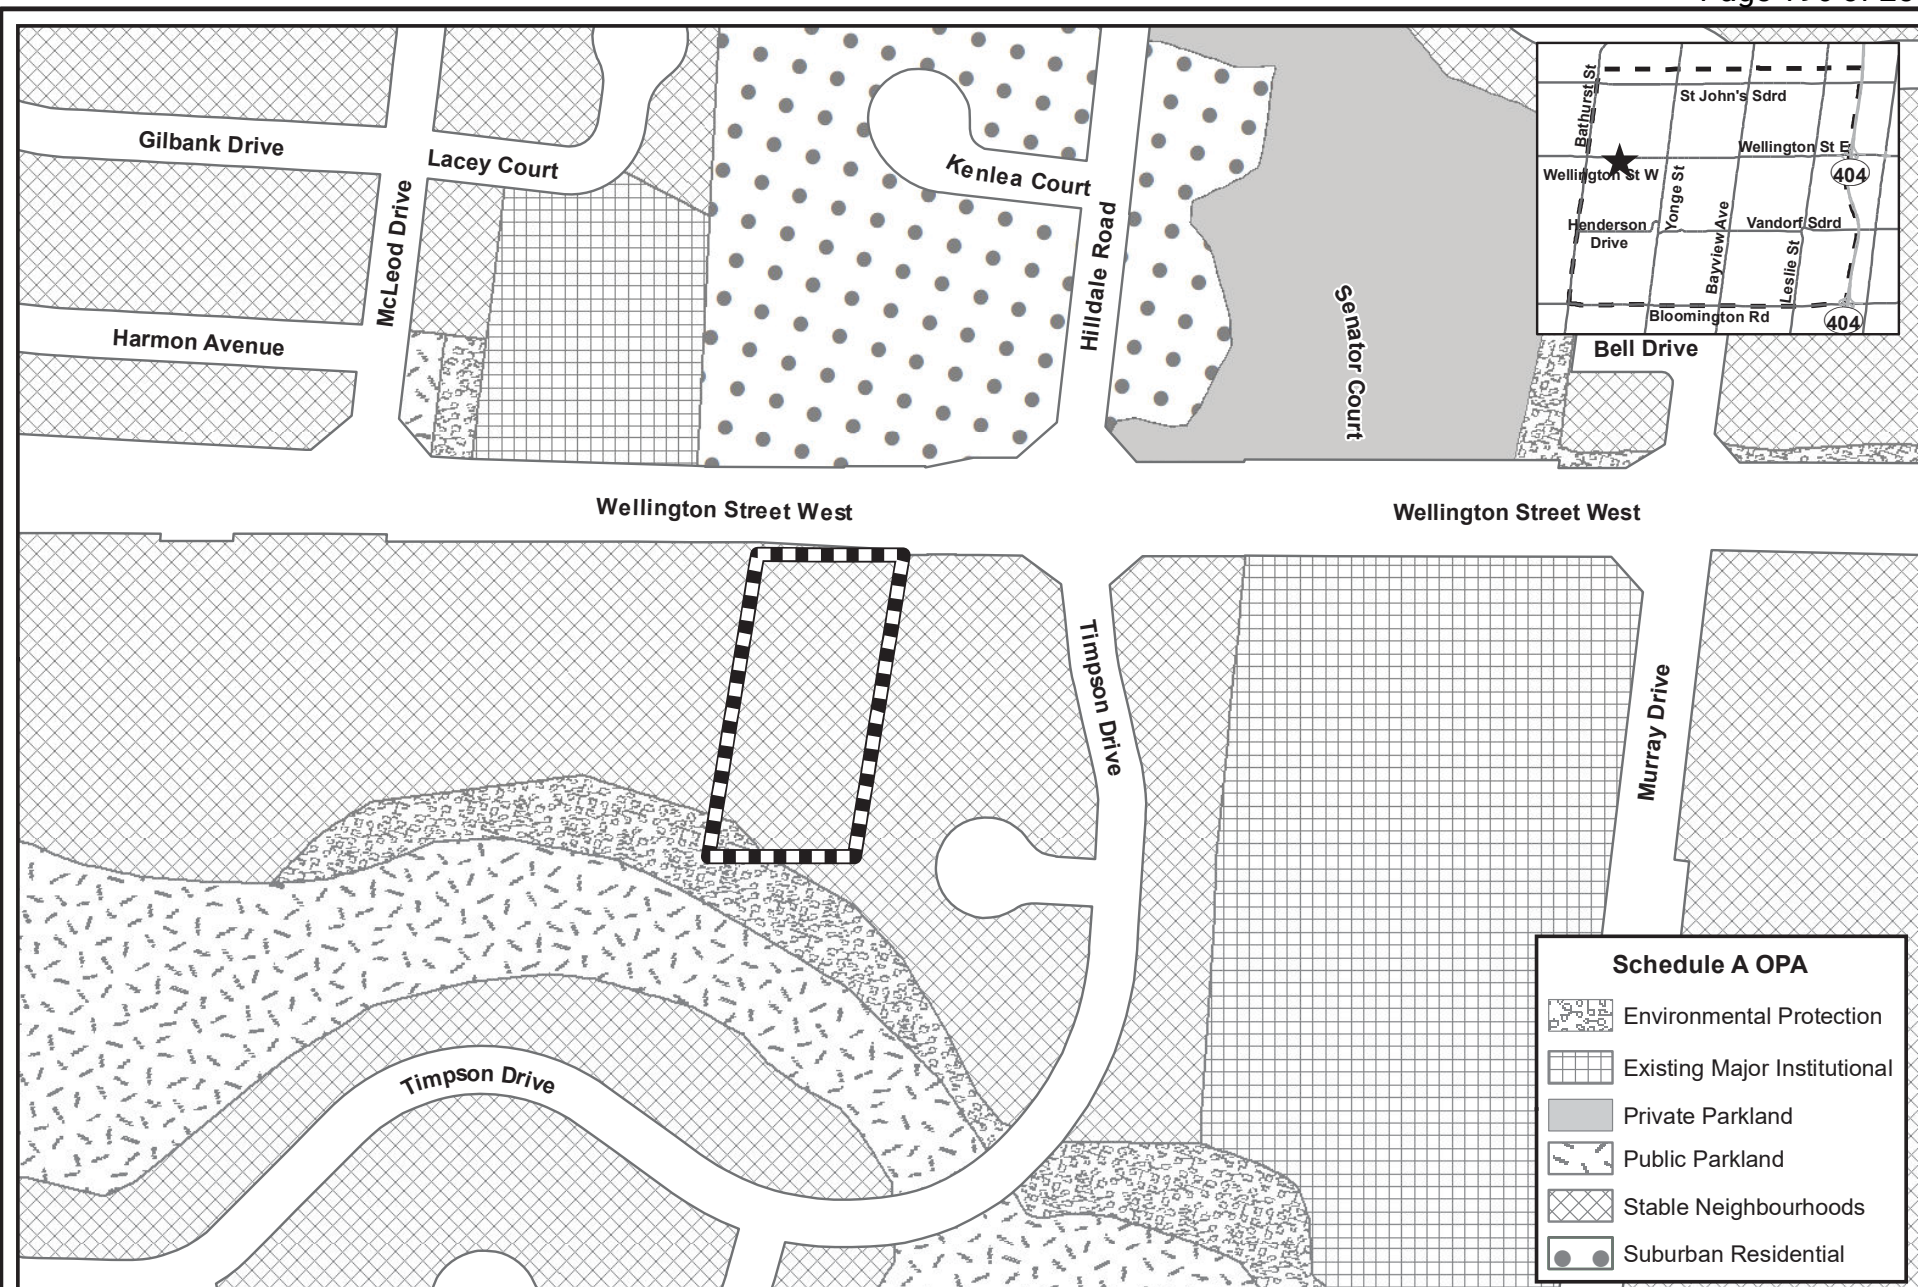 Gilbank Drive
Lacey Court
Kenlea Court
McLeod Drive
Hilldale Road
Harmon Avenue
Senator Court
Bathurst St
St John's Sdrd
Wellington St E
Wellington St W
404
Yonge St
Henderson
Drive
Bayview Ave
Vandorf Sdrd
Leslie St
Bloomington Rd
404
Bell Drive
Wellington Street West
Wellington Street West
Timpson Drive
Murray Drive
Timpson Drive
Schedule A OPA
Environmental Protection
Existing Major Institutional
Private Parkland
Public Parkland
Stable Neighbourhoods
Suburban Residential